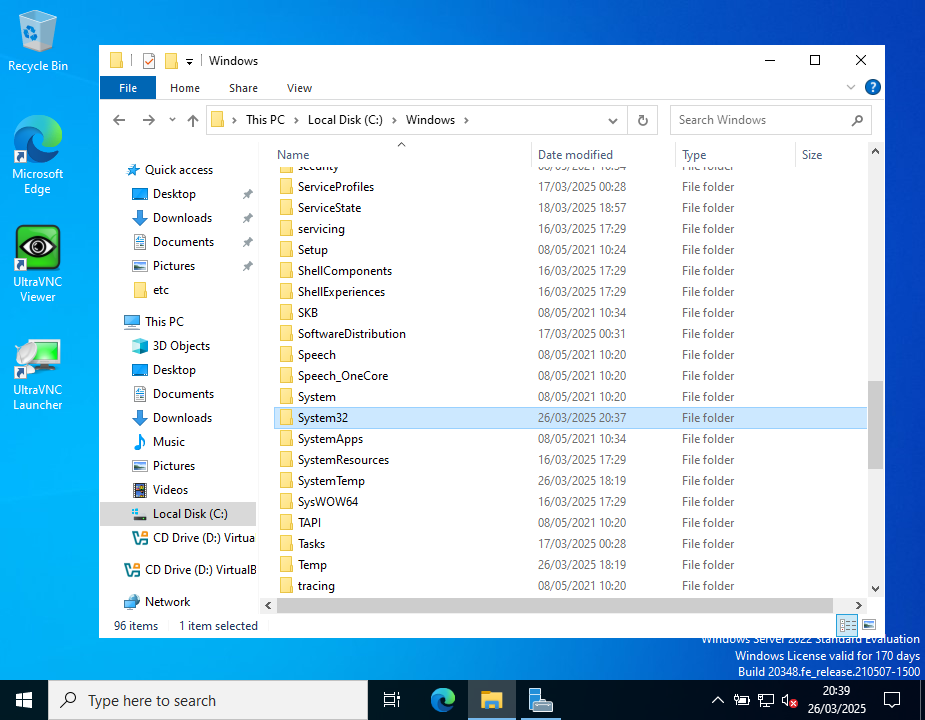 Recycle Bin
Microsoft
Edge
UltraVNC
Viewer
UltraVNC
Launcher
Windows
File Home Share View
This PC Local Disk (C:) Windows
Search Windows
Quick access
Desktop
Downloads
Documents
Pictures
etc
This PC
3D Objects
Desktop
Documents
Downloads
Music
Pictures
Videos
Local Disk (C:)
CD Drive (D:) Virtua
CD Drive (D:) VirtualB
Network
Name Date modified Type Size
security 08/05/2021 10:34 File folder
ServiceProfiles 17/03/2025 00:28 File folder
ServiceState 18/03/2025 18:57 File folder
servicing 16/03/2025 17:29 File folder
Setup 08/05/2021 10:24 File folder
ShellComponents 16/03/2025 17:29 File folder
ShellExperiences 16/03/2025 17:29 File folder
SKB 08/05/2021 10:34 File folder
SoftwareDistribution 17/03/2025 00:31 File folder
Speech 08/05/2021 10:20 File folder
Speech_OneCore 08/05/2021 10:20 File folder
System 08/05/2021 10:20 File folder
System32 26/03/2025 20:37 File folder
SystemApps 08/05/2021 10:34 File folder
SystemResources 16/03/2025 17:29 File folder
SystemTemp 26/03/2025 18:19 File folder
SysWOW64 16/03/2025 17:29 File folder
TAPI 08/05/2021 10:20 File folder
Tasks 17/03/2025 00:28 File folder
Temp 26/03/2025 18:19 File folder
tracing 08/05/2021 10:20 File folder
96 items 1 item selected
Windows Server 2022 Standard Evaluation
Windows License valid for 170 days
Build 20348.fe_release.210507-1500
Type here to search
20:39
26/03/2025